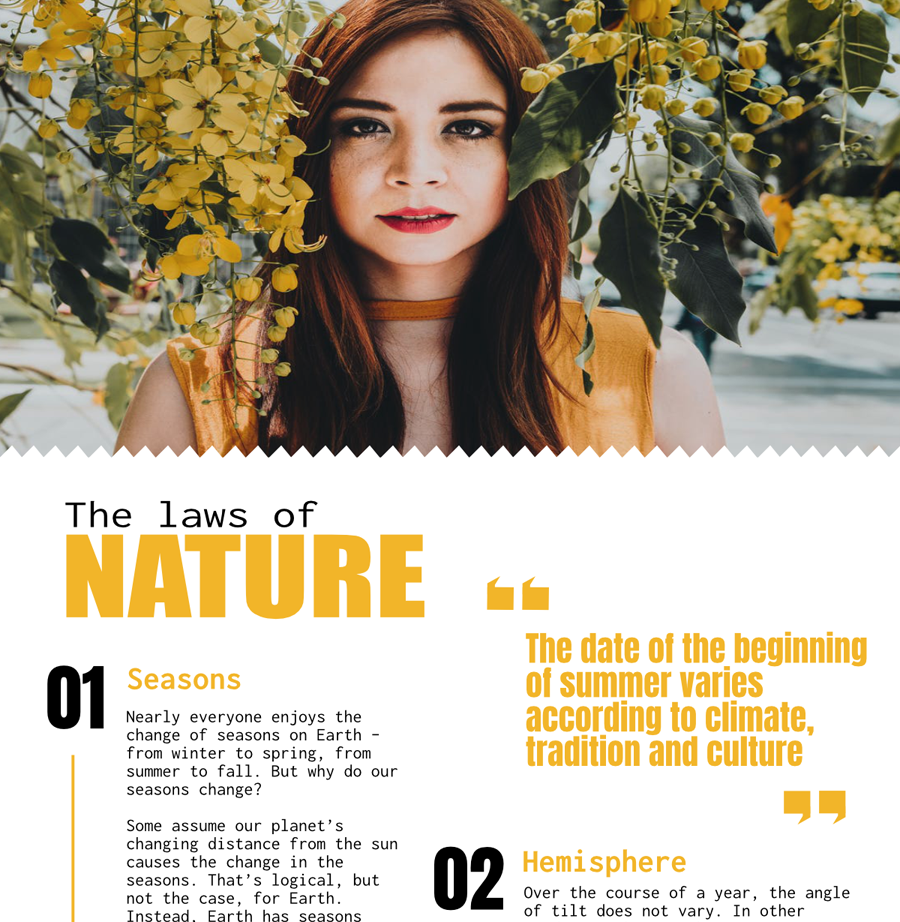 The laws of
NATURE
01
Seasons
Nearly everyone enjoys the
change of seasons on Earth –
from winter to spring, from
summer to fall. But why do our
seasons change?
Some assume our planet’s
changing distance from the sun
causes the change in the
seasons. That’s logical, but
not the case, for Earth.
Instead, Earth has seasons
“
The date of the beginning
of summer varies
according to climate,
tradition and culture
”
02
Hemisphere
Over the course of a year, the angle
of tilt does not vary. In other